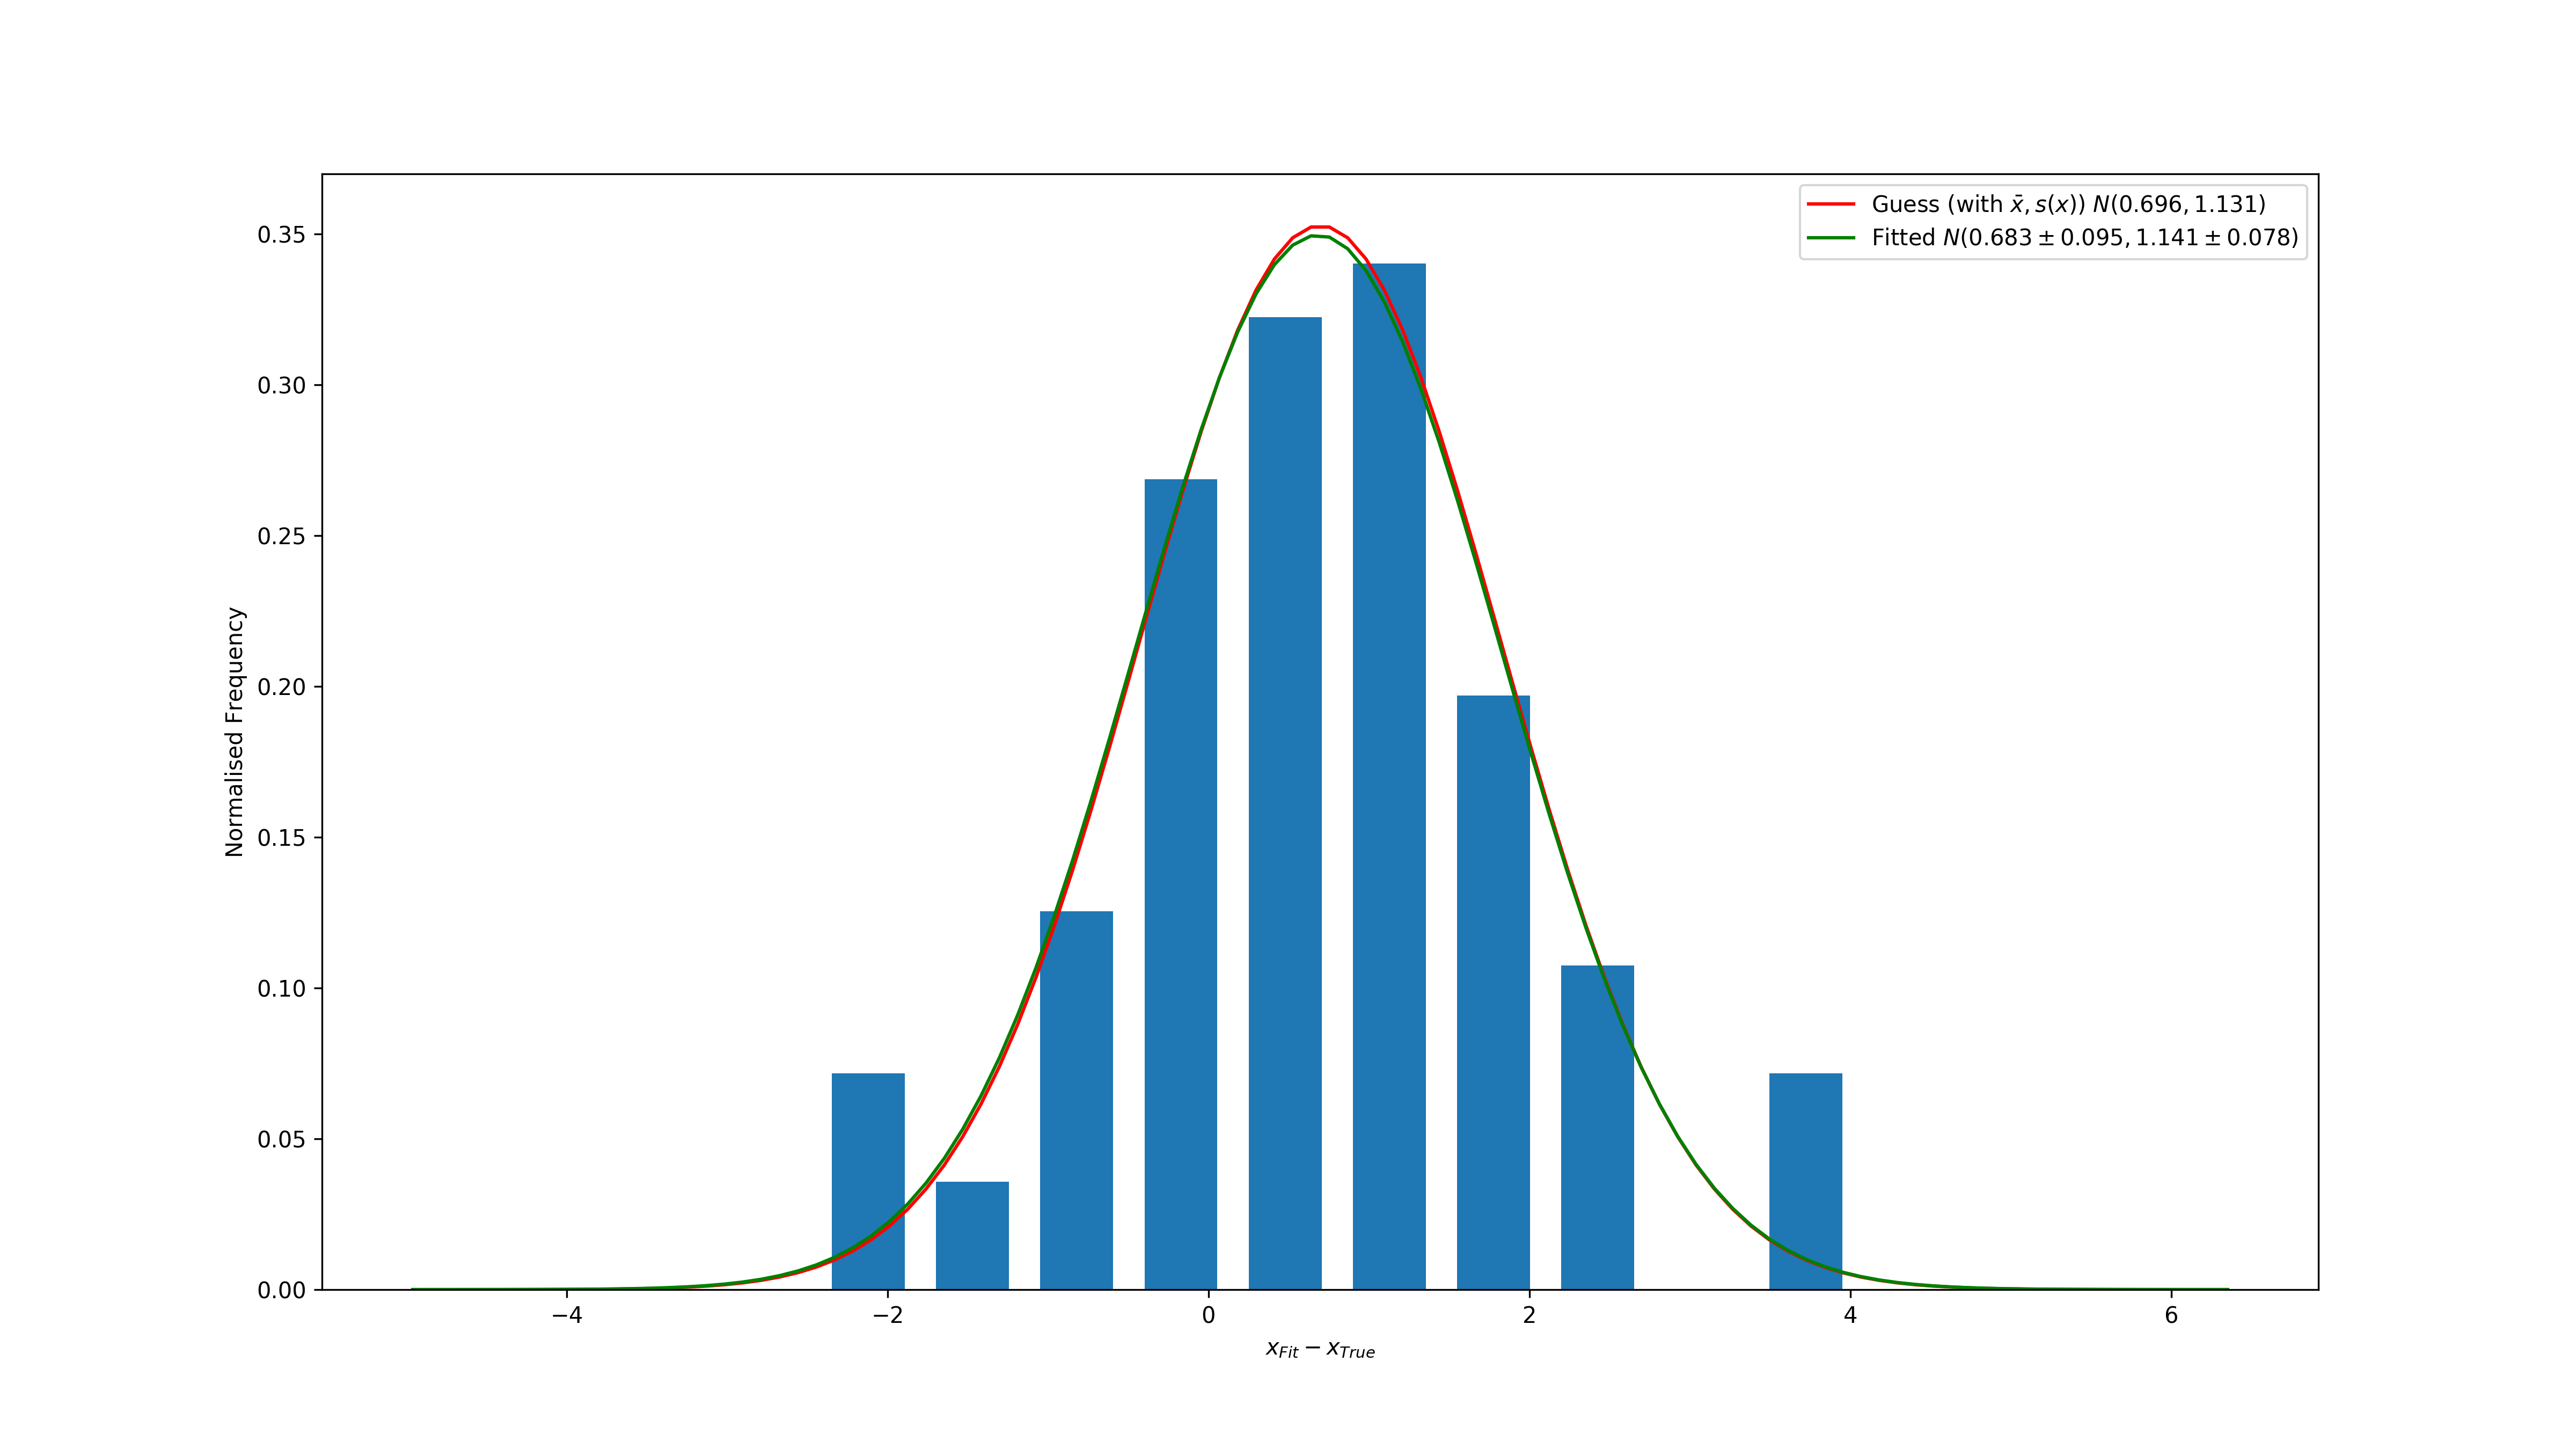 Guess (with x̄, s(x)) N(0.696, 1.131)
Fitted N(0.683 ± 0.095, 1.141 ± 0.078)
0.35
0.30
0.25
0.20
0.15
0.10
0.05
0.00
Normalised Frequency
−4 −2 0 2 4 6
x_Fit − x_True